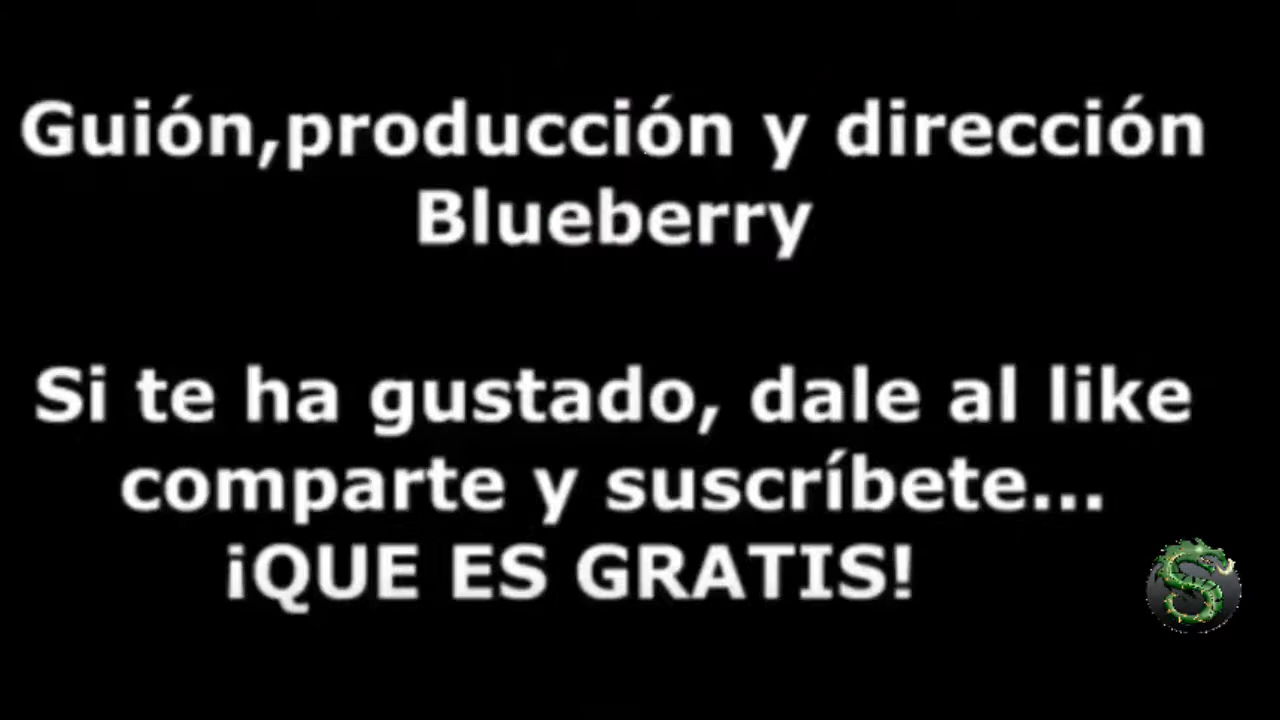 Guión,producción y dirección
Blueberry
Si te ha gustado, dale al like
comparte y suscríbete...
¡QUE ES GRATIS!